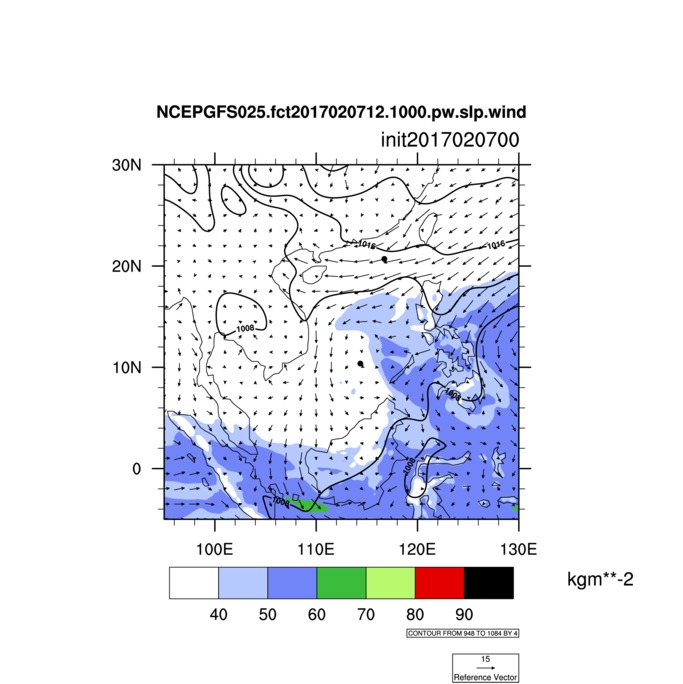 NCEPGFS025.fct2017020712.1000.pw.slp.wind
init2017020700
30N
1016
1016
20N
1008
10N
1008
0
1008
1008
100E 110E 120E 130E
kgm**-2
40 50 60 70 80 90
CONTOUR FROM 948 TO 1084 BY 4
15
Reference Vector